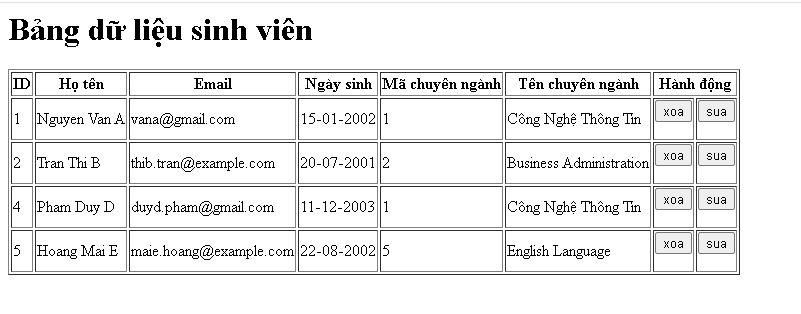 Bảng dữ liệu sinh viên
ID Họ tên Email Ngày sinh Mã chuyên ngành Tên chuyên ngành Hành động
1 Nguyen Van A vana@gmail.com 15-01-2002 1 Công Nghệ Thông Tin xoa sua
2 Tran Thi B thib.tran@example.com 20-07-2001 2 Business Administration xoa sua
4 Pham Duy D duyd.pham@gmail.com 11-12-2003 1 Công Nghệ Thông Tin xoa sua
5 Hoang Mai E maie.hoang@example.com 22-08-2002 5 English Language xoa sua